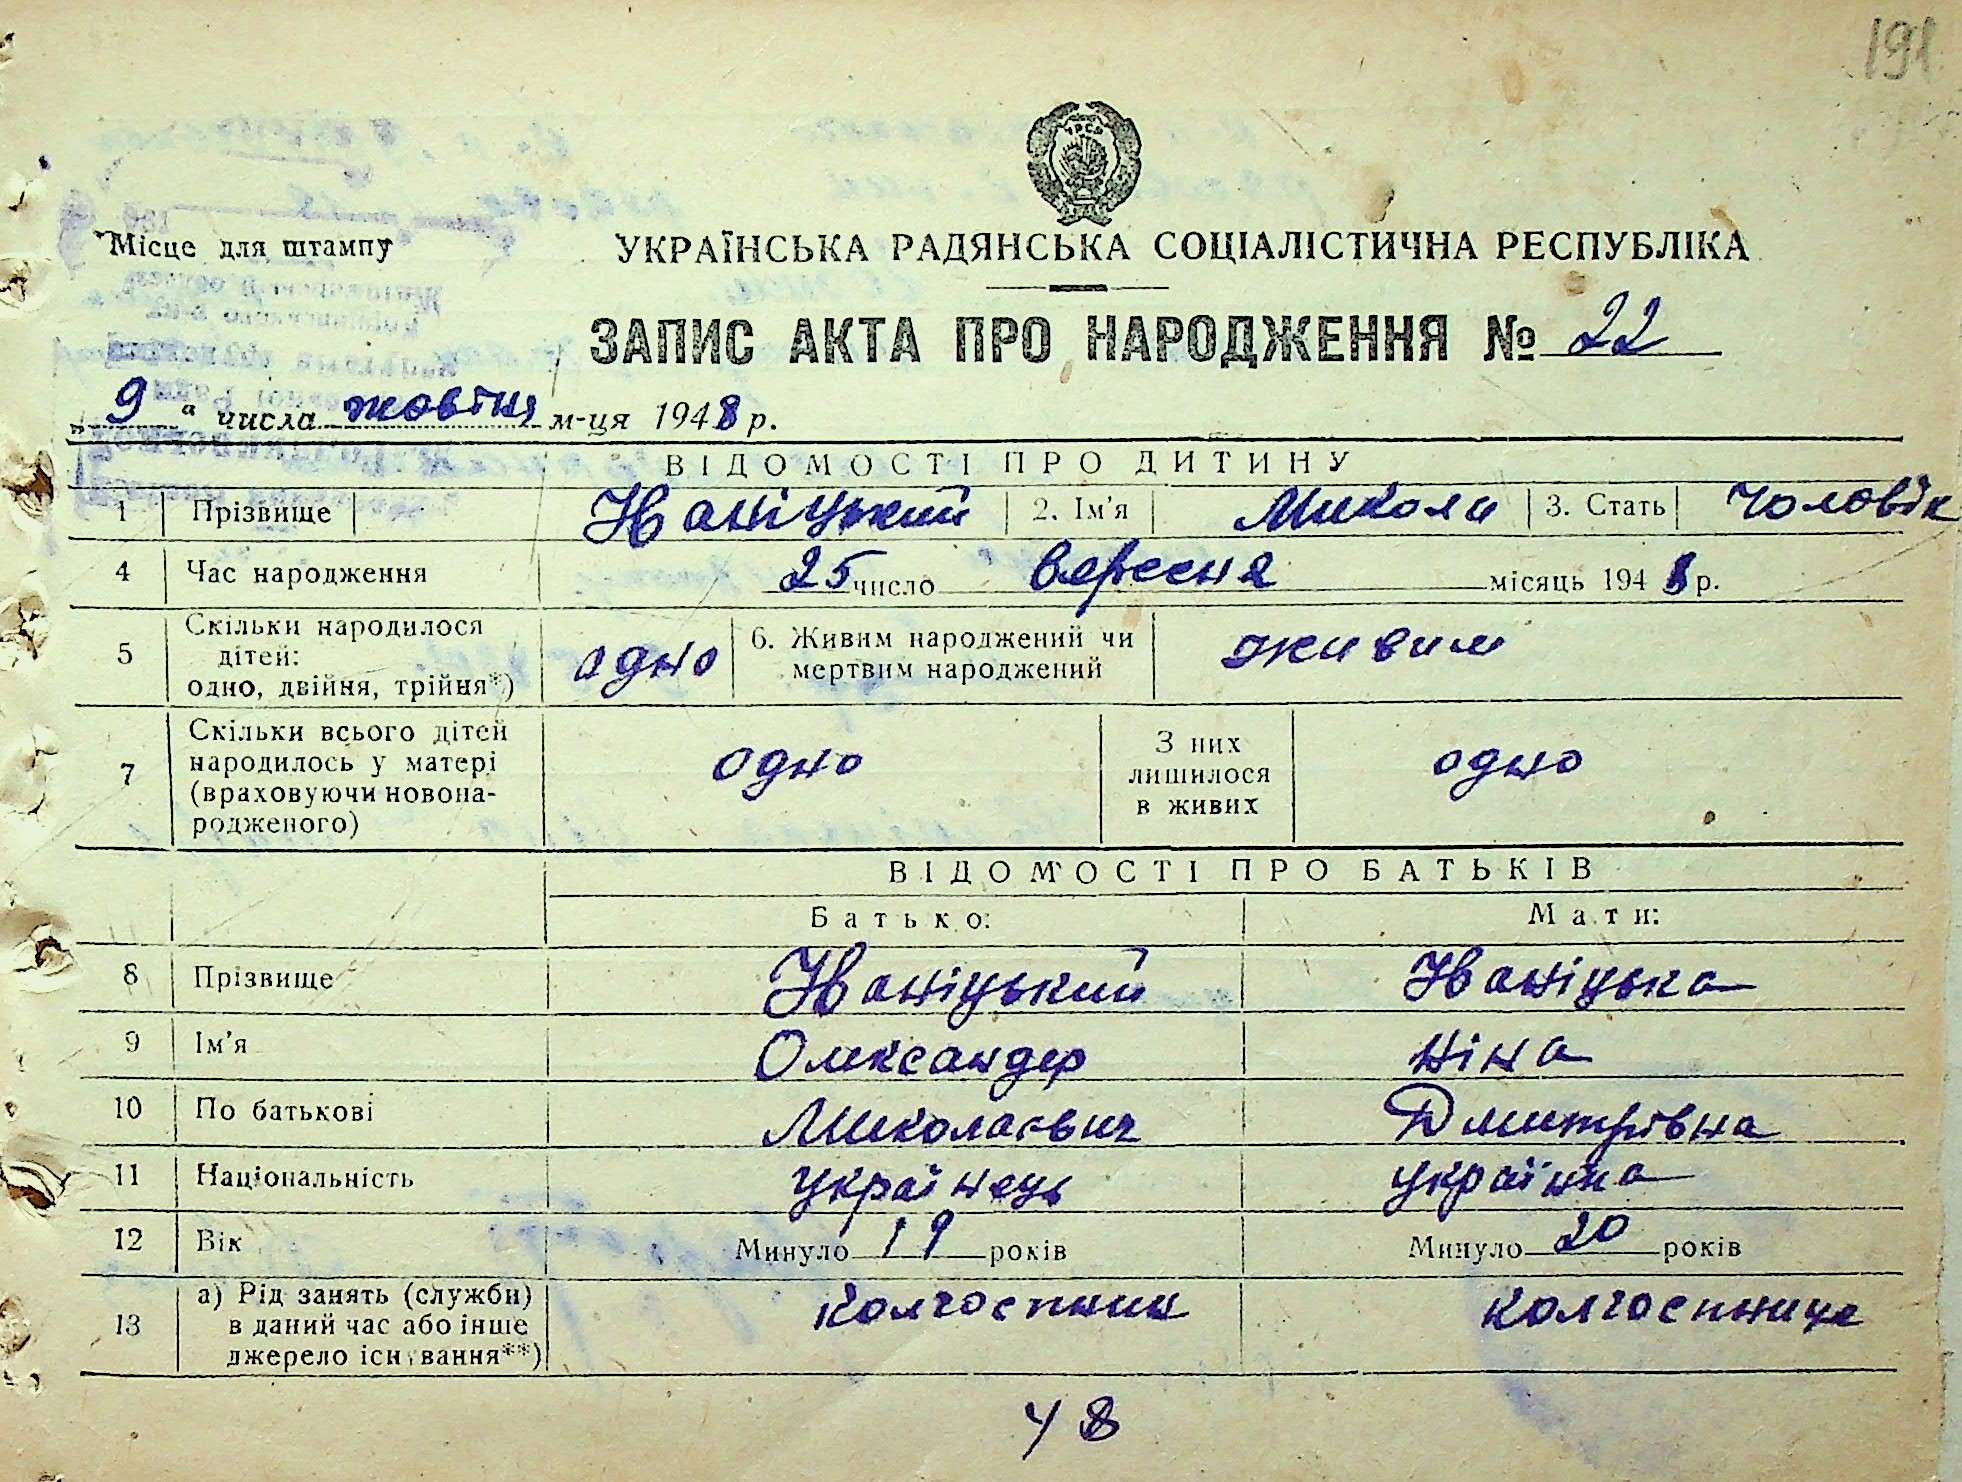 191
Місце для штампу
УКРАЇНСЬКА РАДЯНСЬКА СОЦІАЛІСТИЧНА РЕСПУБЛІКА
ЗАПИС АКТА ПРО НАРОДЖЕННЯ № 22
„ 9 “ числа жовтня м-ця 1948 р.
ВІДОМОСТІ ПРО ДИТИНУ
1 Прізвище Іваніцький 2. Ім'я Микола 3. Стать Чоловік
4 Час народження 25 число вересня місяць 1948 р.
5 Скільки народилося дітей: одно, двійня, трійня*) одно 6. Живим народжений чи мертвим народжений живим
7 Скільки всього дітей народилось у матері (враховуючи новонародженого) одно З них лишилося в живих одно
ВІДОМОСТІ ПРО БАТЬКІВ
Батько: Мати:
8 Прізвище Іваніцький Іваніцька
9 Ім'я Олександер Ніна
10 По батькові Миколаєвич Дмитрівна
11 Національність українець українка
12 Вік Минуло 19 років Минуло 20 років
13 а) Рід занять (служби) в даний час або інше джерело існування**) колгоспник колгоспниця
48